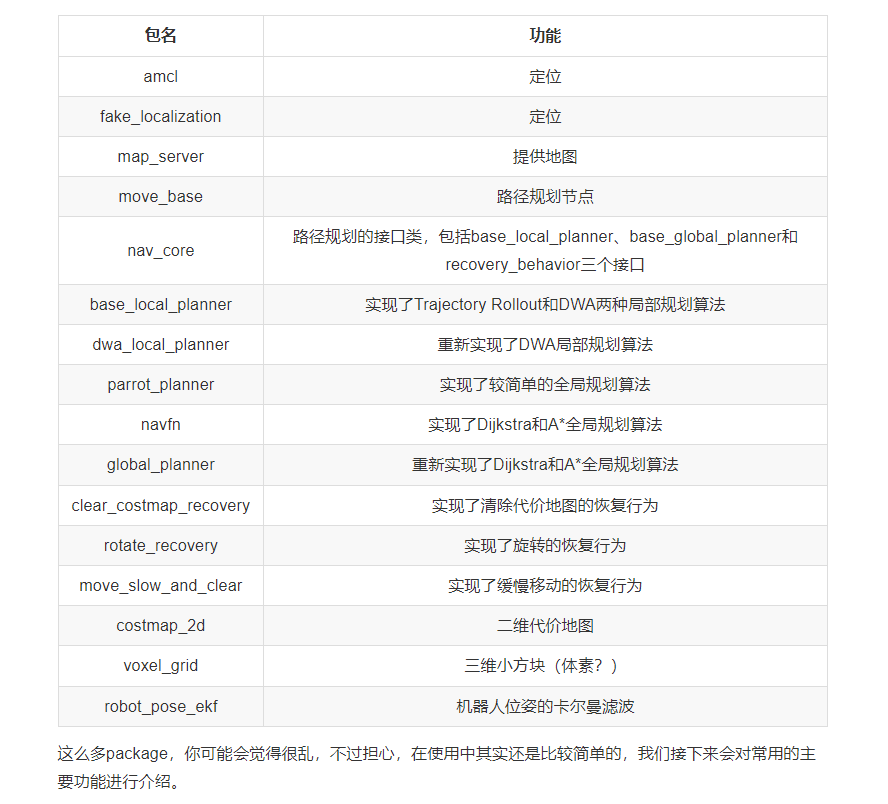 包名 功能
amcl 定位
fake_localization 定位
map_server 提供地图
move_base 路径规划节点
nav_core 路径规划的接口类，包括base_local_planner、base_global_planner和
recovery_behavior三个接口
base_local_planner 实现了Trajectory Rollout和DWA两种局部规划算法
dwa_local_planner 重新实现了DWA局部规划算法
parrot_planner 实现了较简单的全局规划算法
navfn 实现了Dijkstra和A*全局规划算法
global_planner 重新实现了Dijkstra和A*全局规划算法
clear_costmap_recovery 实现了清除代价地图的恢复行为
rotate_recovery 实现了旋转的恢复行为
move_slow_and_clear 实现了缓慢移动的恢复行为
costmap_2d 二维代价地图
voxel_grid 三维小方块（体素？）
robot_pose_ekf 机器人位姿的卡尔曼滤波
这么多package，你可能会觉得很乱，不过担心，在使用中其实还是比较简单的，我们接下来会对常用的主
要功能进行介绍。